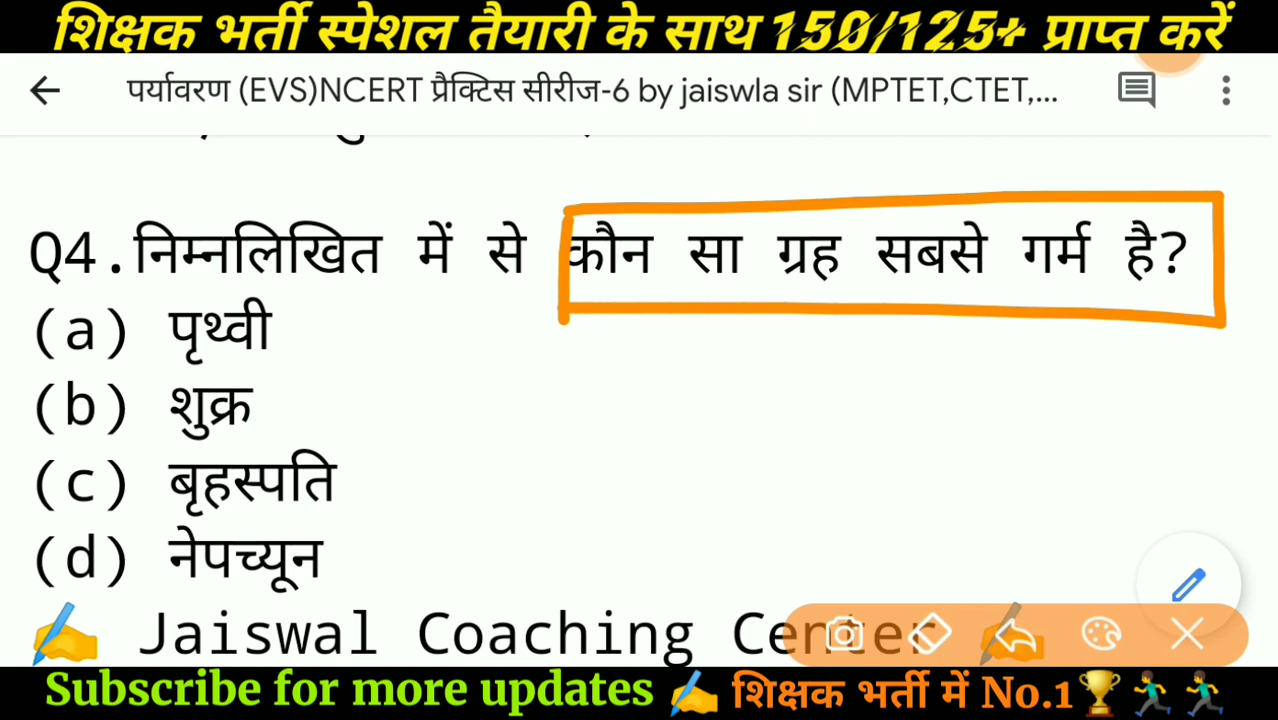 शिक्षक भर्ती स्पेशल तैयारी के साथ 150/125+ प्राप्त करें
पर्यावरण (EVS)NCERT प्रैक्टिस सीरीज-6 by jaiswla sir (MPTET,CTET,...
Q4.निम्नलिखित में से कौन सा ग्रह सबसे गर्म है?
(a) पृथ्वी
(b) शुक्र
(c) बृहस्पति
(d) नेपच्यून
✍ Jaiswal Coaching Center ✍
Subscribe for more updates ✍ शिक्षक भर्ती में No.1🏆🏃‍♂️🏃‍♂️